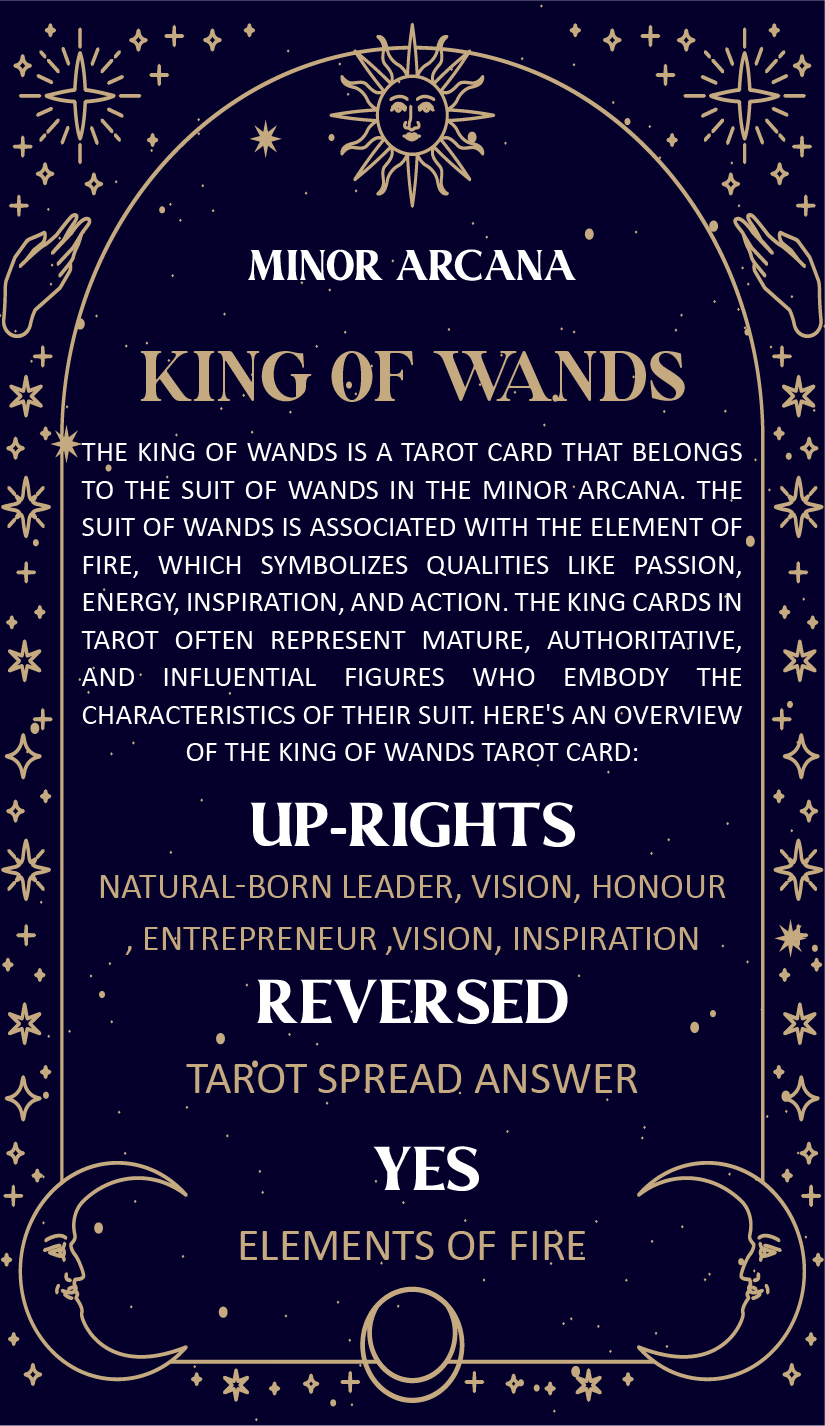 MINOR ARCANA
KING OF WANDS
THE KING OF WANDS IS A TAROT CARD THAT BELONGS
TO THE SUIT OF WANDS IN THE MINOR ARCANA. THE
SUIT OF WANDS IS ASSOCIATED WITH THE ELEMENT OF
FIRE, WHICH SYMBOLIZES QUALITIES LIKE PASSION,
ENERGY, INSPIRATION, AND ACTION. THE KING CARDS IN
TAROT OFTEN REPRESENT MATURE, AUTHORITATIVE,
AND INFLUENTIAL FIGURES WHO EMBODY THE
CHARACTERISTICS OF THEIR SUIT. HERE'S AN OVERVIEW
OF THE KING OF WANDS TAROT CARD:
UP-RIGHTS
NATURAL-BORN LEADER, VISION, HONOUR
, ENTREPRENEUR ,VISION, INSPIRATION
REVERSED
TAROT SPREAD ANSWER
YES
ELEMENTS OF FIRE